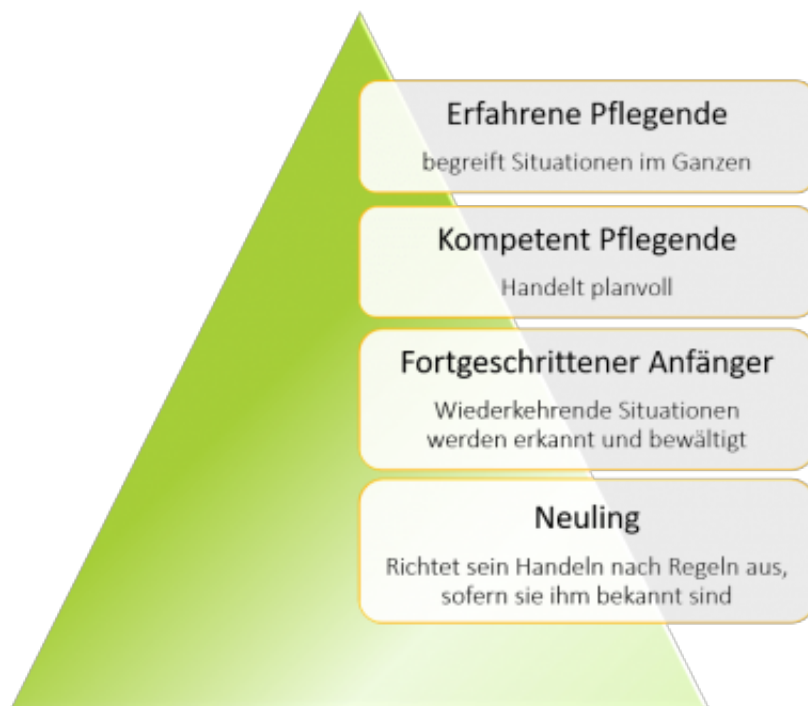 Erfahrene Pflegende
begreift Situationen im Ganzen
Kompetent Pflegende
Handelt planvoll
Fortgeschrittener Anfänger
Wiederkehrende Situationen
werden erkannt und bewältigt
Neuling
Richtet sein Handeln nach Regeln aus,
sofern sie ihm bekannt sind